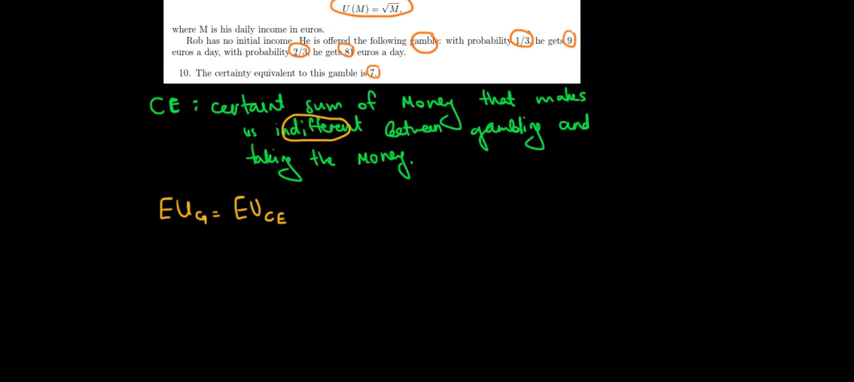 U (M) = √M,
where M is his daily income in euros.
Rob has no initial income. He is offered the following gamble: with probability 1/3, he gets 9
euros a day, with probability 2/3, he gets 81 euros a day.
10. The certainty equivalent to this gamble is 7.
CE : certaint sum of Money that makes
us indifferent between gambling and
taking the Money.
EU_G = EU_CE